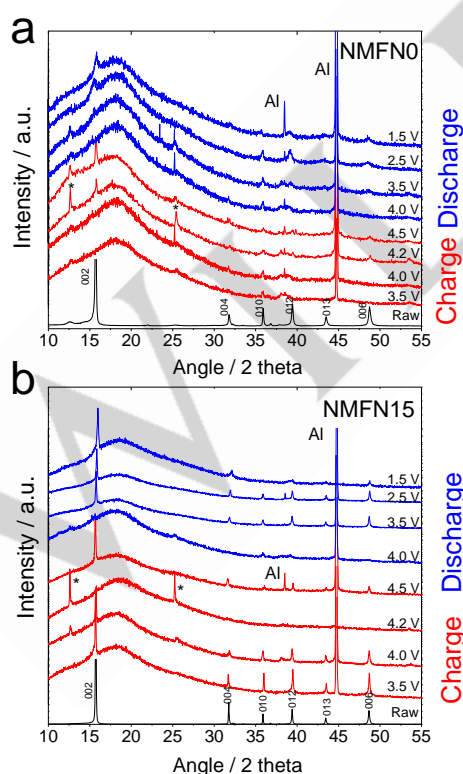 a
NMFN0
Al
Al
1.5 V
2.5 V
3.5 V
4.0 V
*
*
4.5 V
4.2 V
4.0 V
3.5 V
Raw
002
004
010
012
013
006
10 15 20 25 30 35 40 45 50 55
Angle / 2 theta
Intensity / a.u.
Charge Discharge
b
NMFN15
Al
1.5 V
2.5 V
3.5 V
4.0 V
Al
*
*
4.5 V
4.2 V
4.0 V
3.5 V
Raw
002
004
010
012
013
006
10 15 20 25 30 35 40 45 50 55
Angle / 2 theta
Intensity / a.u.
Charge Discharge